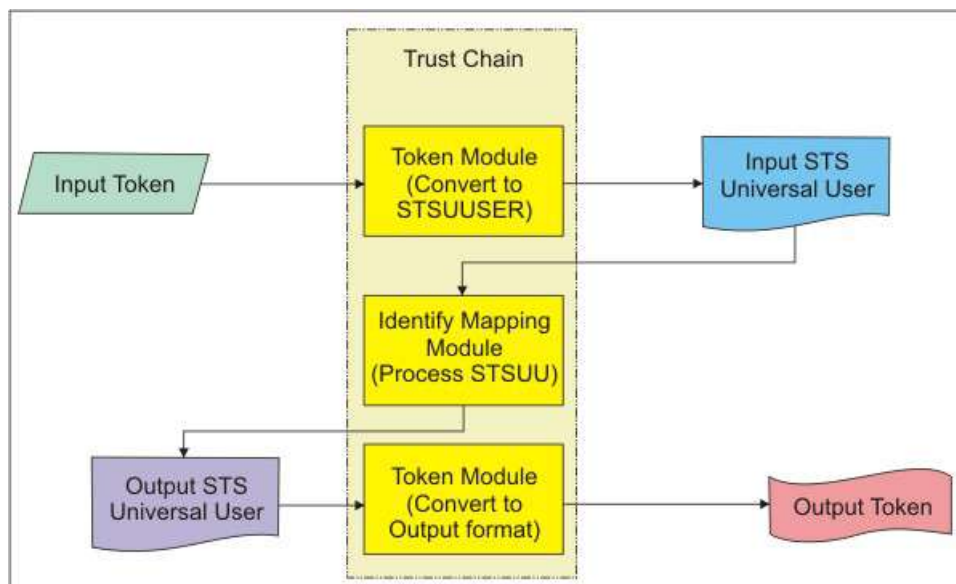 Trust Chain
Input Token
Token Module
(Convert to
STSUUSER)
Input STS
Universal User
Identify Mapping
Module
(Process STSUU)
Output STS
Universal User
Token Module
(Convert to
Output format)
Output Token